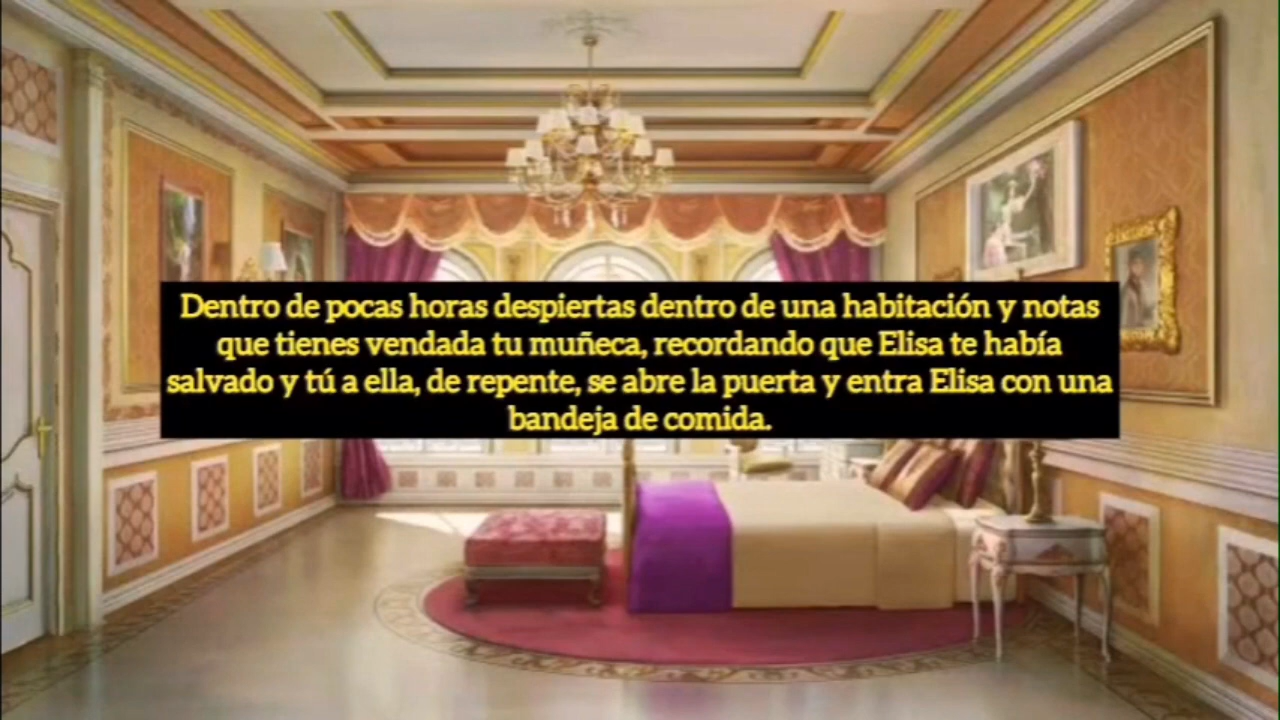 Dentro de pocas horas despiertas dentro de una habitación y notas
que tienes vendada tu muñeca, recordando que Elisa te había
salvado y tú a ella, de repente, se abre la puerta y entra Elisa con una
bandeja de comida.